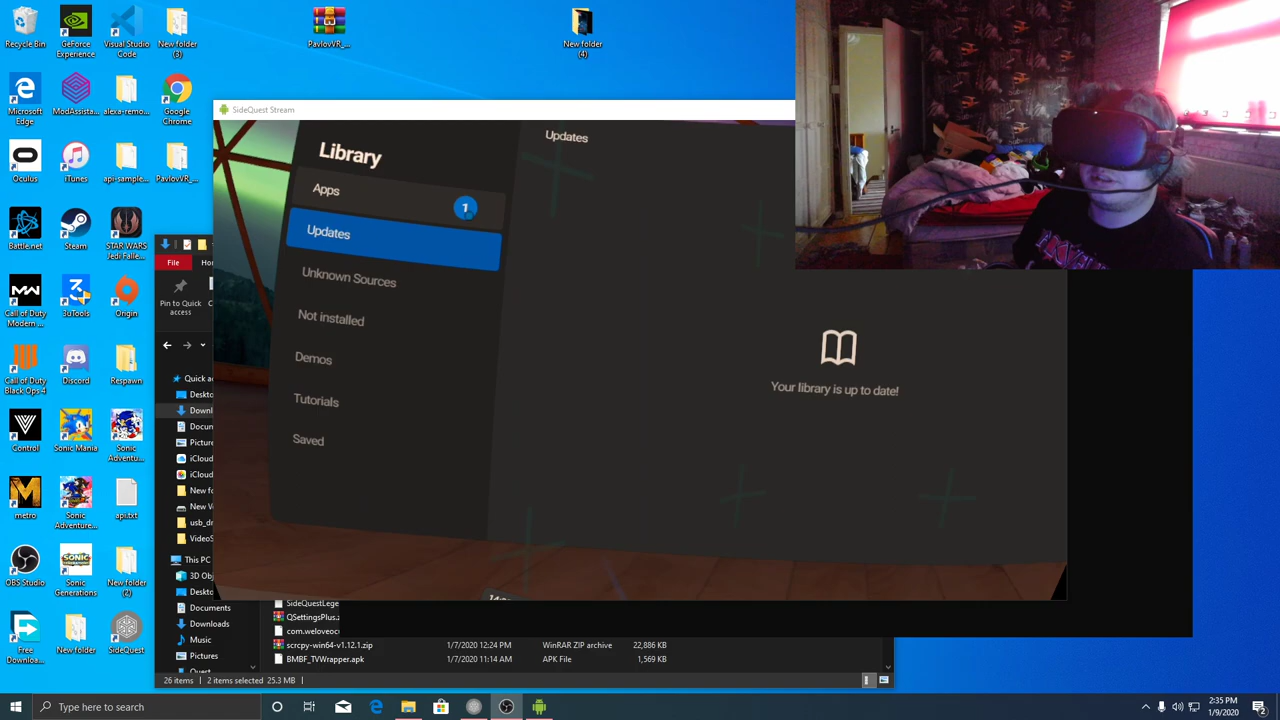 Recycle Bin
GeForce
Experience
Visual Studio
Code
New folder
(3)
PavlovVR_...
New folder
(4)
Microsoft
Edge
ModAssista...
alexa-remo...
Google
Chrome
Oculus
iTunes
api-sample...
PavlovVR_...
Battle.net
Steam
STAR WARS
Jedi Falle...
Call of Duty
Modern ...
3uTools
Origin
Call of Duty
Black Ops 4
Discord
Respawn
Control
Sonic Mania
Sonic
Adventu...
metro
Sonic
Adventure...
api.txt
OBS Studio
Sonic
Generations
New folder
(2)
Free
Downloa...
New folder
SideQuest
SideQuest Stream
Library
Apps
1
Updates
Unknown Sources
Not installed
Demos
Tutorials
Saved
Updates
Your library is up to date!
File
Pin to Quick
access
Quick ac
Deskto
Downl
Docum
Picture
iCloud
iCloud
New fo
New V
usb_dr
VideoS
This PC
3D Obj
Deskto
Documents
Downloads
Music
Pictures
SideQuestLege
QSettingsPlus.z
com.weloveoc
scrcpy-win64-v1.12.1.zip 1/7/2020 12:24 PM WinRAR archive 22,886 KB
BMBF_TVWrapper.apk 1/7/2020 11:14 AM APK File 1,569 KB
26 items 2 items selected 25.3 MB
Type here to search
2:35 PM
1/9/2020
2